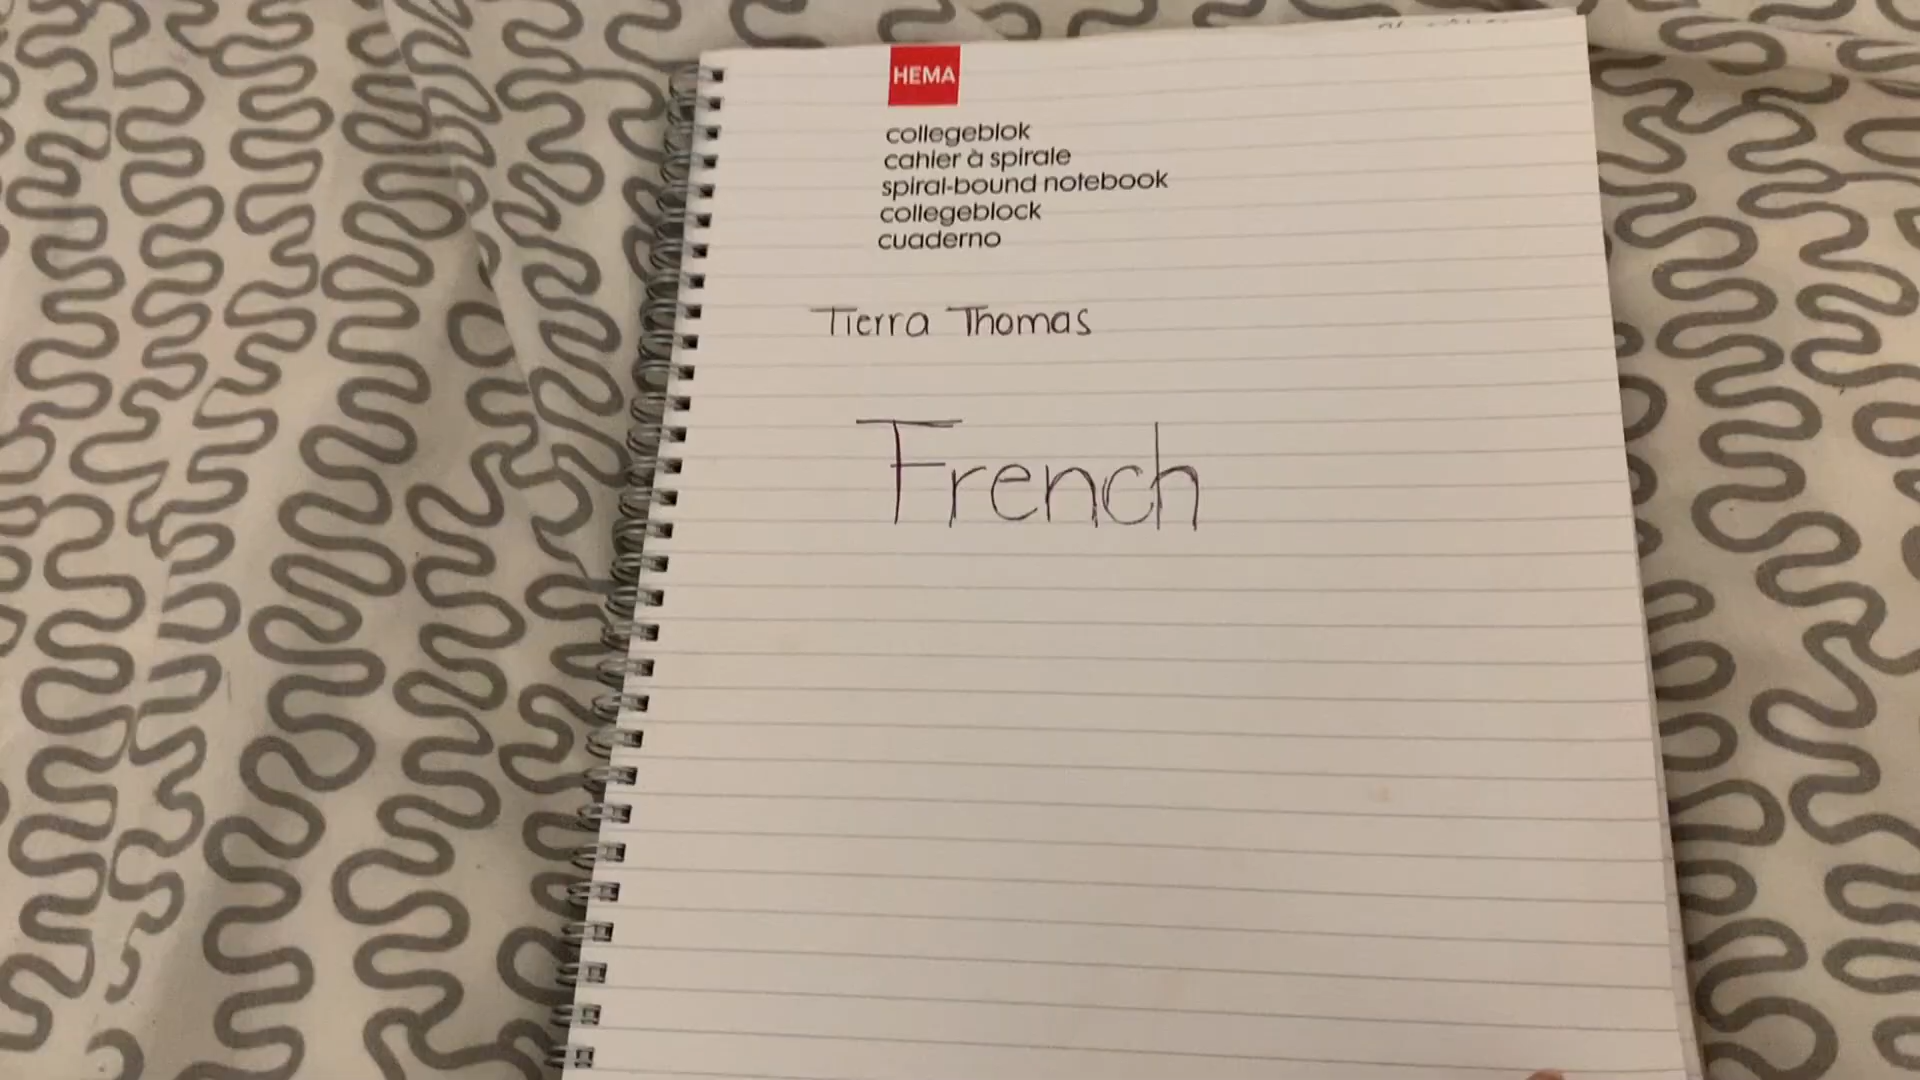 HEMA
collegeblok
cahier à spirale
spiral-bound notebook
collegeblock
cuaderno
Tierra Thomas
French